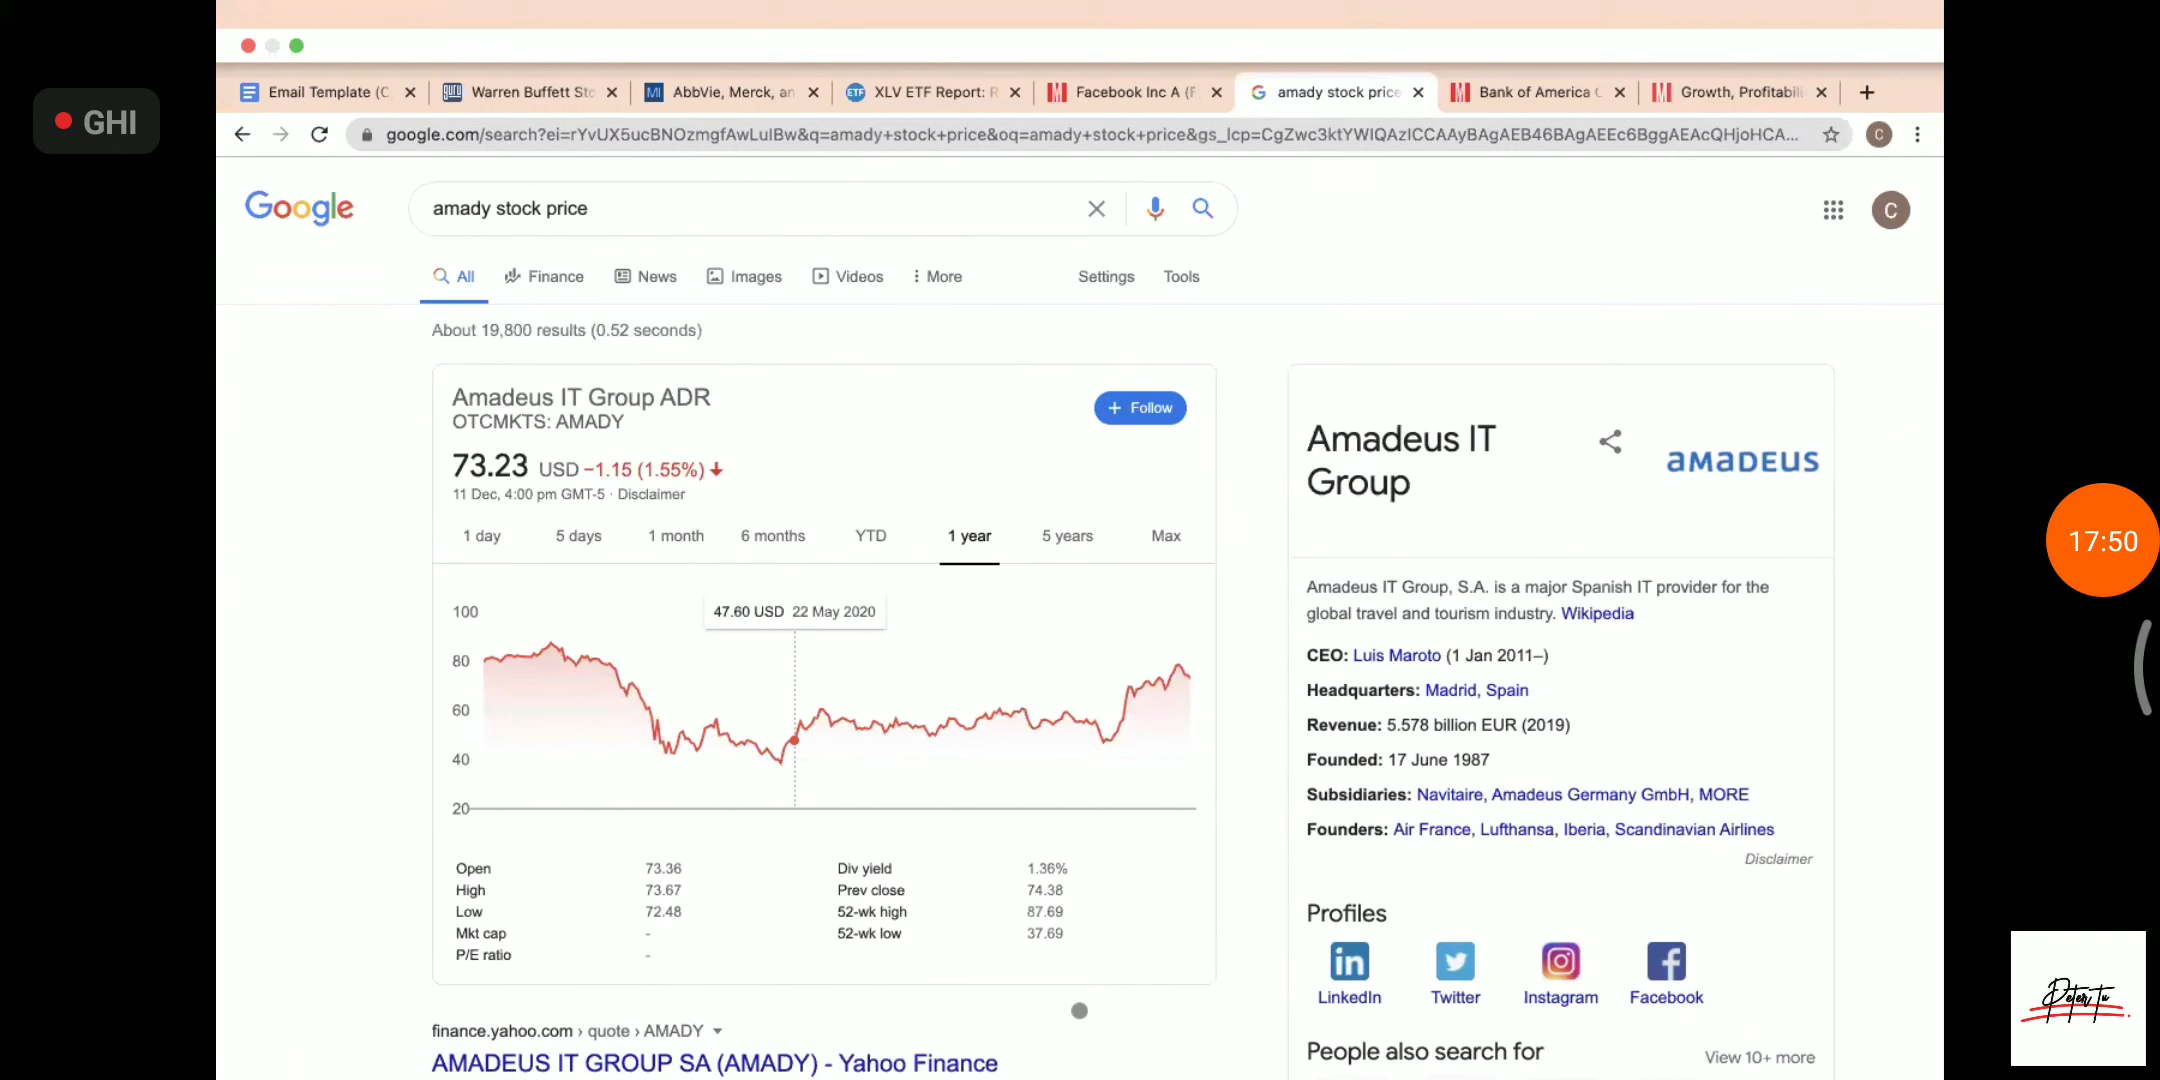 GHI
Email Template (C
Warren Buffett Sto
AbbVie, Merck, an
XLV ETF Report: R
Facebook Inc A (F
amady stock price
Bank of America C
Growth, Profitabili
google.com/search?ei=rYvUX5ucBNOzmgfAwLuIBw&q=amady+stock+price&oq=amady+stock+price&gs_lcp=CgZwc3ktYWIQAzICCAAyBAgAEB46BAgAEEc6BggAEAcQHjoHCA...
C
Google
amady stock price
C
All
Finance
News
Images
Videos
More
Settings
Tools
About 19,800 results (0.52 seconds)
Amadeus IT Group ADR
OTCMKTS: AMADY
+ Follow
73.23 USD −1.15 (1.55%)
11 Dec, 4:00 pm GMT-5 · Disclaimer
1 day
5 days
1 month
6 months
YTD
1 year
5 years
Max
47.60 USD 22 May 2020
100
80
60
40
20
Open 73.36
High 73.67
Low 72.48
Mkt cap -
P/E ratio -
Div yield 1.36%
Prev close 74.38
52-wk high 87.69
52-wk low 37.69
finance.yahoo.com › quote › AMADY
AMADEUS IT GROUP SA (AMADY) - Yahoo Finance
Amadeus IT
Group
amaDEUS
Amadeus IT Group, S.A. is a major Spanish IT provider for the
global travel and tourism industry. Wikipedia
CEO: Luis Maroto (1 Jan 2011–)
Headquarters: Madrid, Spain
Revenue: 5.578 billion EUR (2019)
Founded: 17 June 1987
Subsidiaries: Navitaire, Amadeus Germany GmbH, MORE
Founders: Air France, Lufthansa, Iberia, Scandinavian Airlines
Disclaimer
Profiles
LinkedIn
Twitter
Instagram
Facebook
People also search for
View 10+ more
17:50
Peter Tu